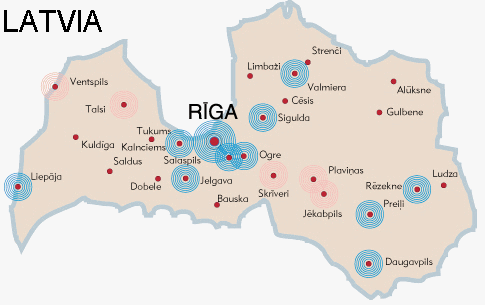 LATVIA
Strenči
Limbaži
Valmiera
Ventspils
Alūksne
Talsi
Cēsis
RĪGA
Gulbene
Sigulda
Tukums
Kuldīga
Kalnciems
Ogre
Saldus
Salaspils
Plaviņas
Ludza
Liepāja
Dobele
Jelgava
Rēzekne
Skrīveri
Bauska
Preiļi
Jēkabpils
Daugavpils